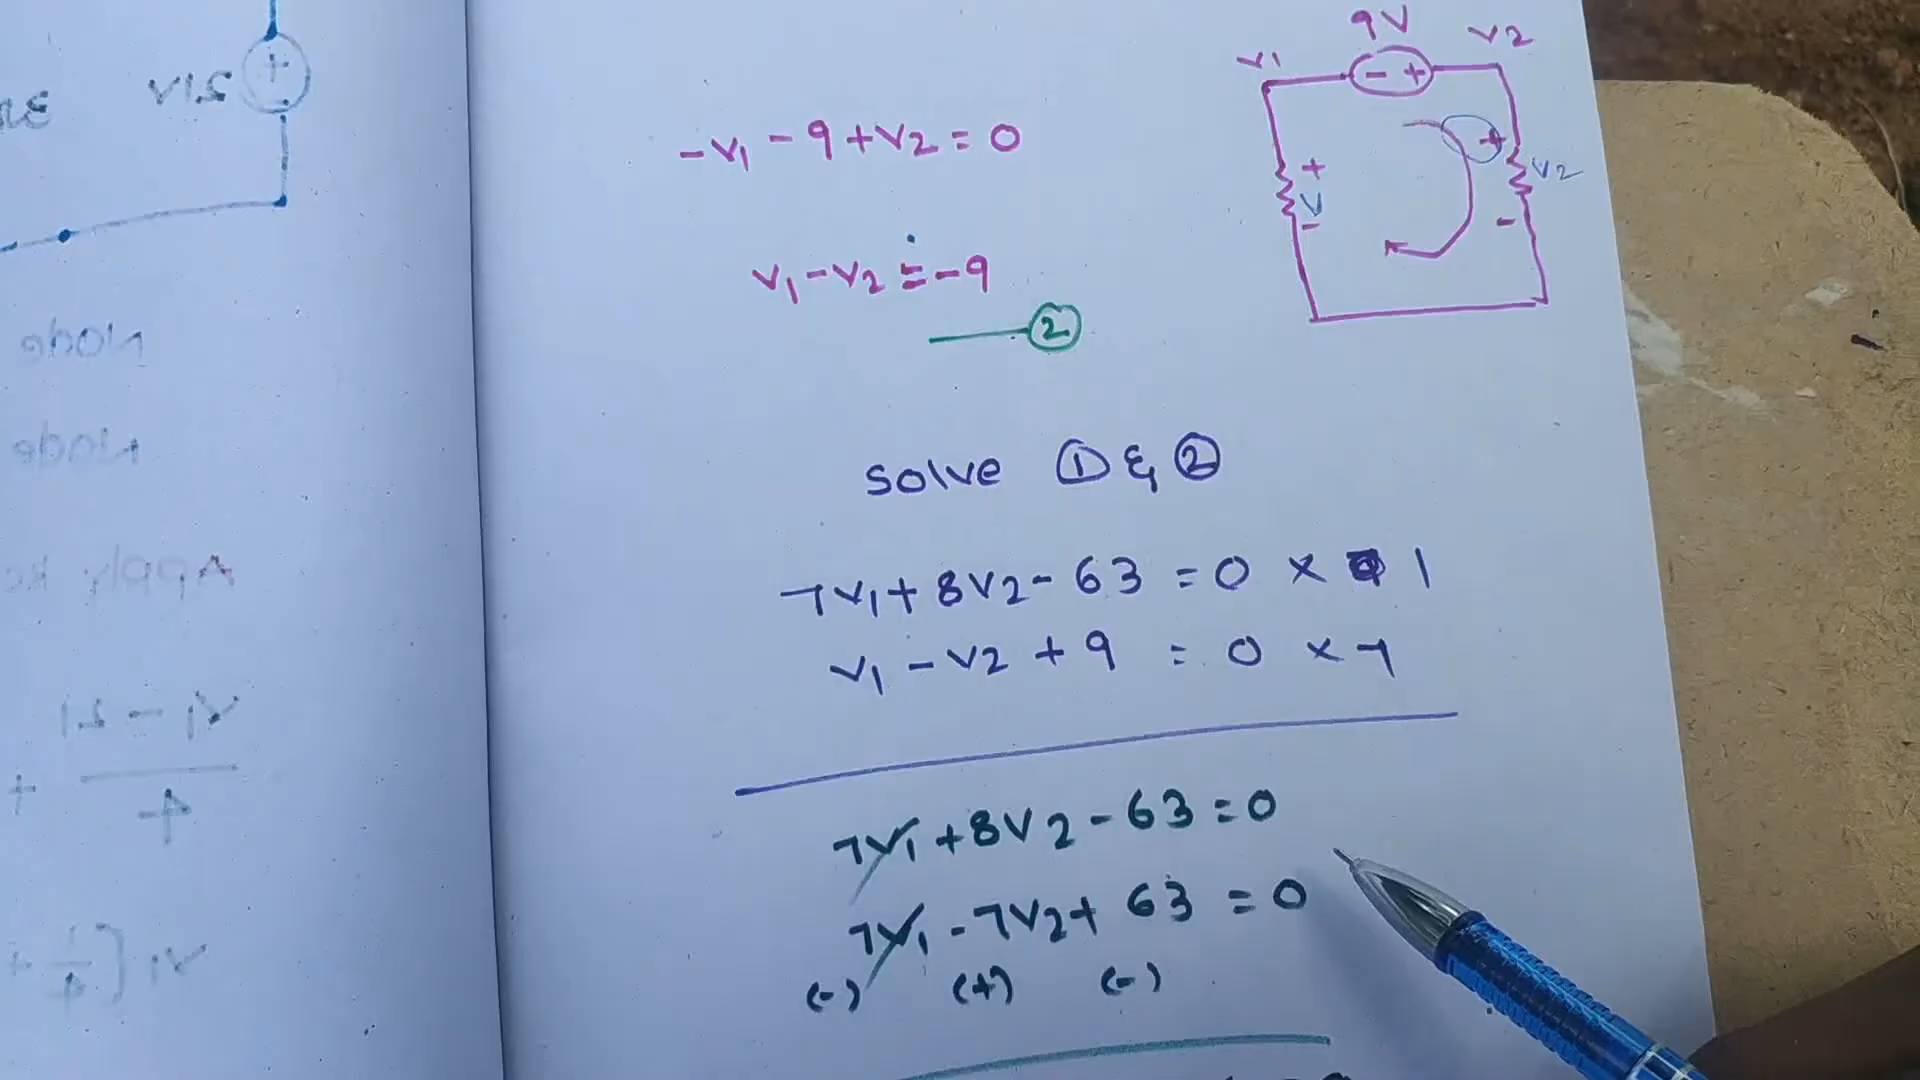 9V
V1
V2
- +
-V1 - 9 + V2 = 0
+
V
-
+
V2
-
V1 - V2 = -9
②
Solve ① & ②
7V1 + 8V2 - 63 = 0 × 1
V1 - V2 + 9 = 0 × 7
7V1 + 8V2 - 63 = 0
7V1 - 7V2 + 63 = 0
(-) (+) (-)